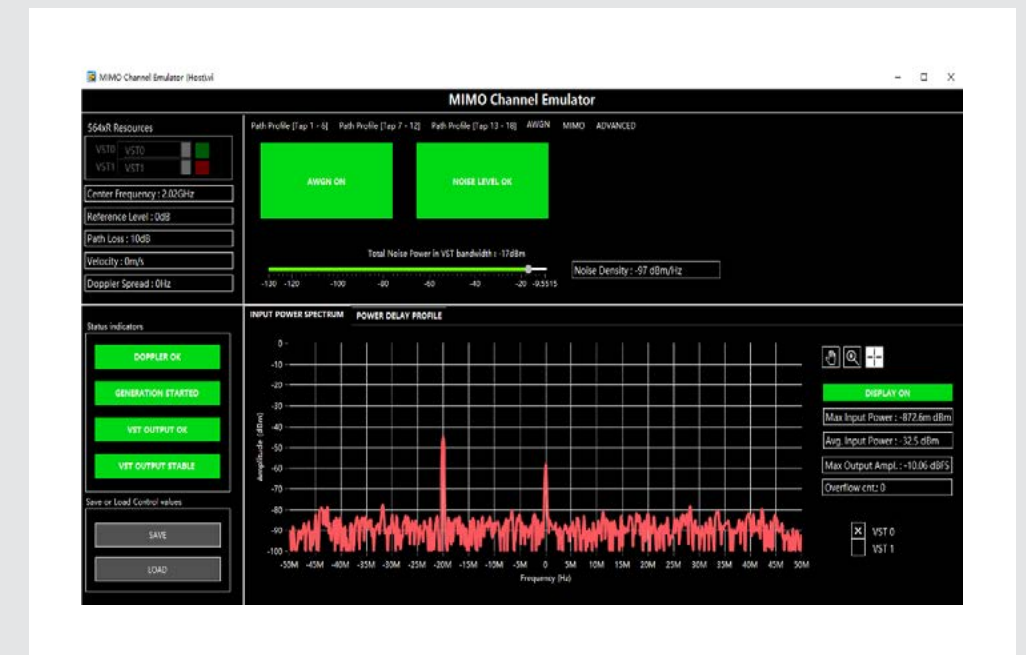 MIMO Channel Emulator (Host.vi
MIMO Channel Emulator
564xR Resources
VST0 VST0
VST1 VST1
Center Frequency : 2.02GHz
Reference Level : 0dB
Path Loss : 10dB
Velocity : 0m/s
Doppler Spread : 0Hz
Path Profile [Tap 1 - 6] Path Profile [Tap 7 - 12] Path Profile [Tap 13 - 18] AWGN MIMO ADVANCED
AWGN ON
NOISE LEVEL OK
Total Noise Power in VST bandwidth : -17dBm
-130 -120 -100 -80 -60 -40 -20 -9.5515
Noise Density : -97 dBm/Hz
Status indicators
DOPPLER OK
GENERATION STARTED
VST OUTPUT OK
VST OUTPUT STABLE
Save or Load Control values
SAVE
LOAD
INPUT POWER SPECTRUM POWER DELAY PROFILE
Amplitude (dBm)
0
-10
-20
-30
-40
-50
-60
-70
-80
-90
-100
-50M -45M -40M -35M -30M -25M -20M -15M -10M -5M 0 5M 10M 15M 20M 25M 30M 35M 40M 45M 50M
Frequency (Hz)
DISPLAY ON
Max Input Power : -872.6m dBm
Avg. Input Power : -32.5 dBm
Max Output Ampl. : -10.06 dBFS
Overflow cnt.: 0
X VST 0
VST 1